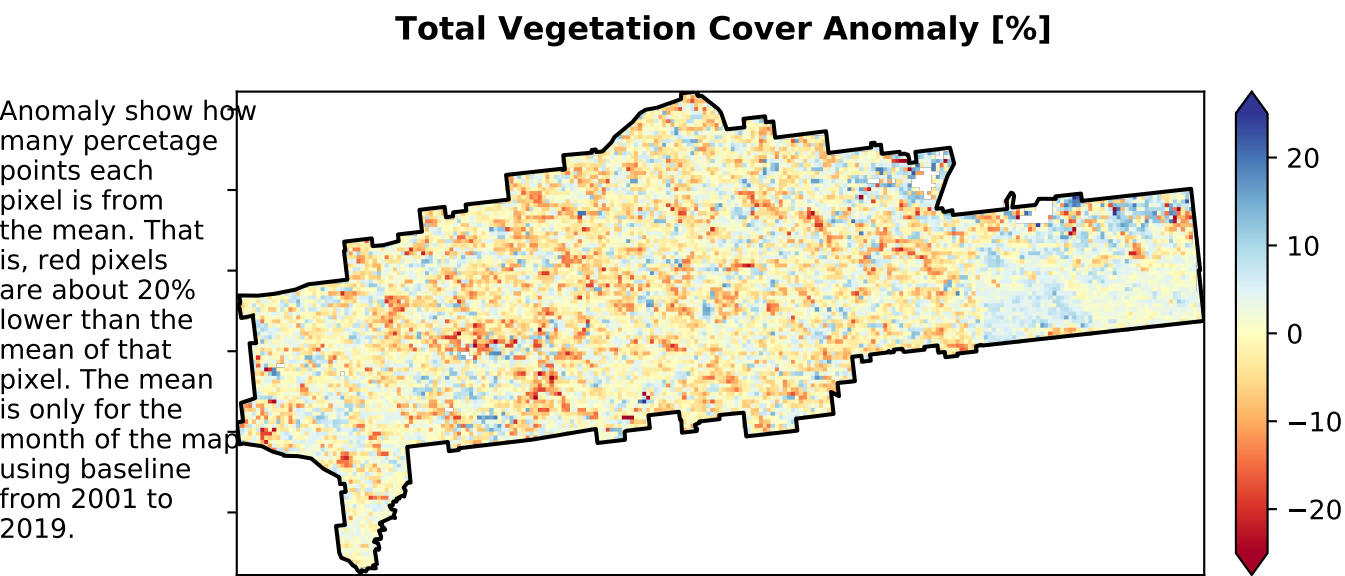 Total Vegetation Cover Anomaly [%]
Anomaly show how
many percetage
points each
pixel is from
the mean. That
is, red pixels
are about 20%
lower than the
mean of that
pixel. The mean
is only for the
month of the map
using baseline
from 2001 to
2019.
20
10
0
−10
−20